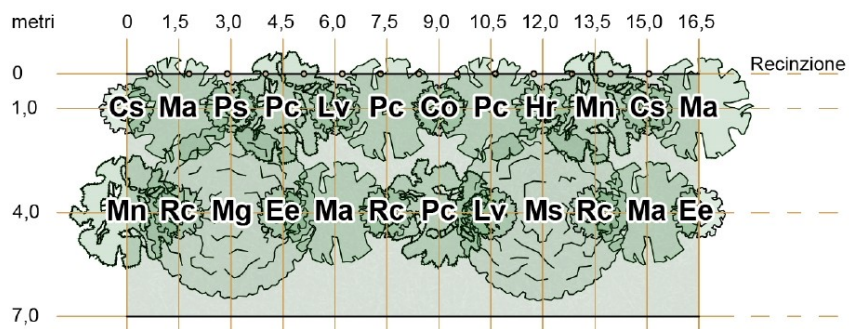 metri 0 1,5 3,0 4,5 6,0 7,5 9,0 10,5 12,0 13,5 15,0 16,5
0 Recinzione
1,0 Cs Ma Ps Pc Lv Pc Co Pc Hr Mn Cs Ma
4,0 Mn Rc Mg Ee Ma Rc Pc Lv Ms Rc Ma Ee
7,0